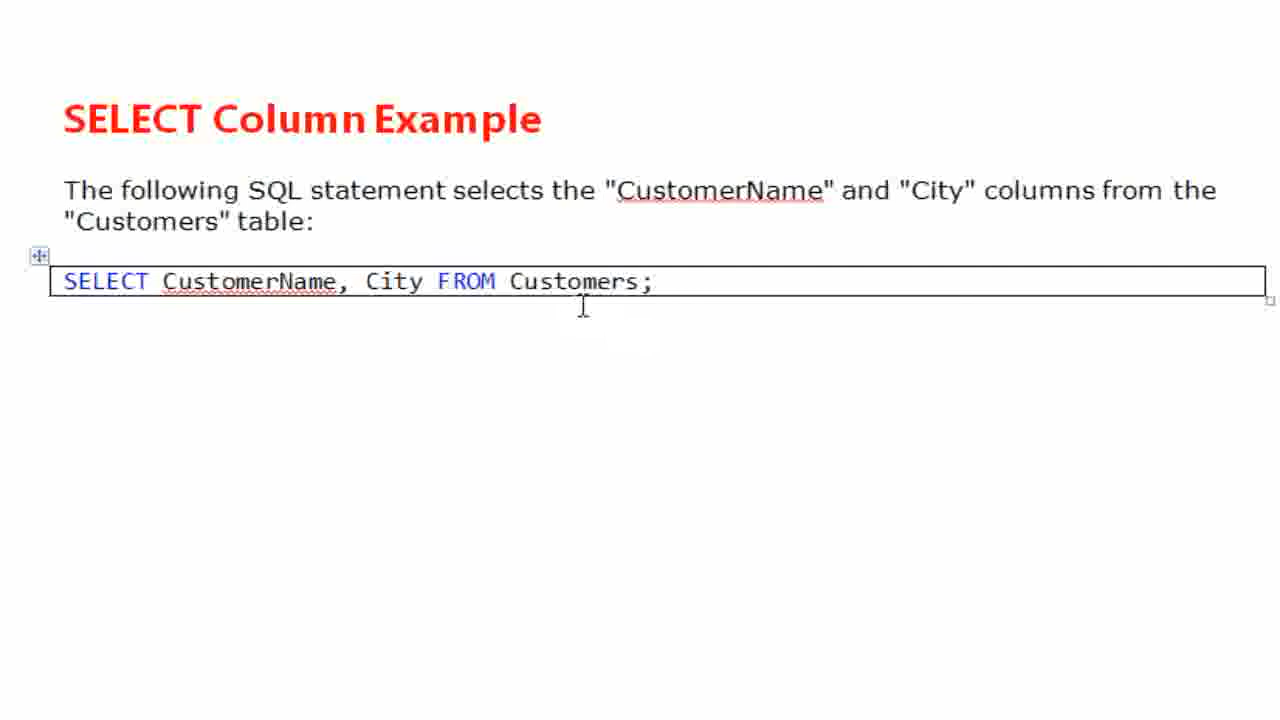 SELECT Column Example
The following SQL statement selects the "CustomerName" and "City" columns from the
"Customers" table:
SELECT CustomerName, City FROM Customers;